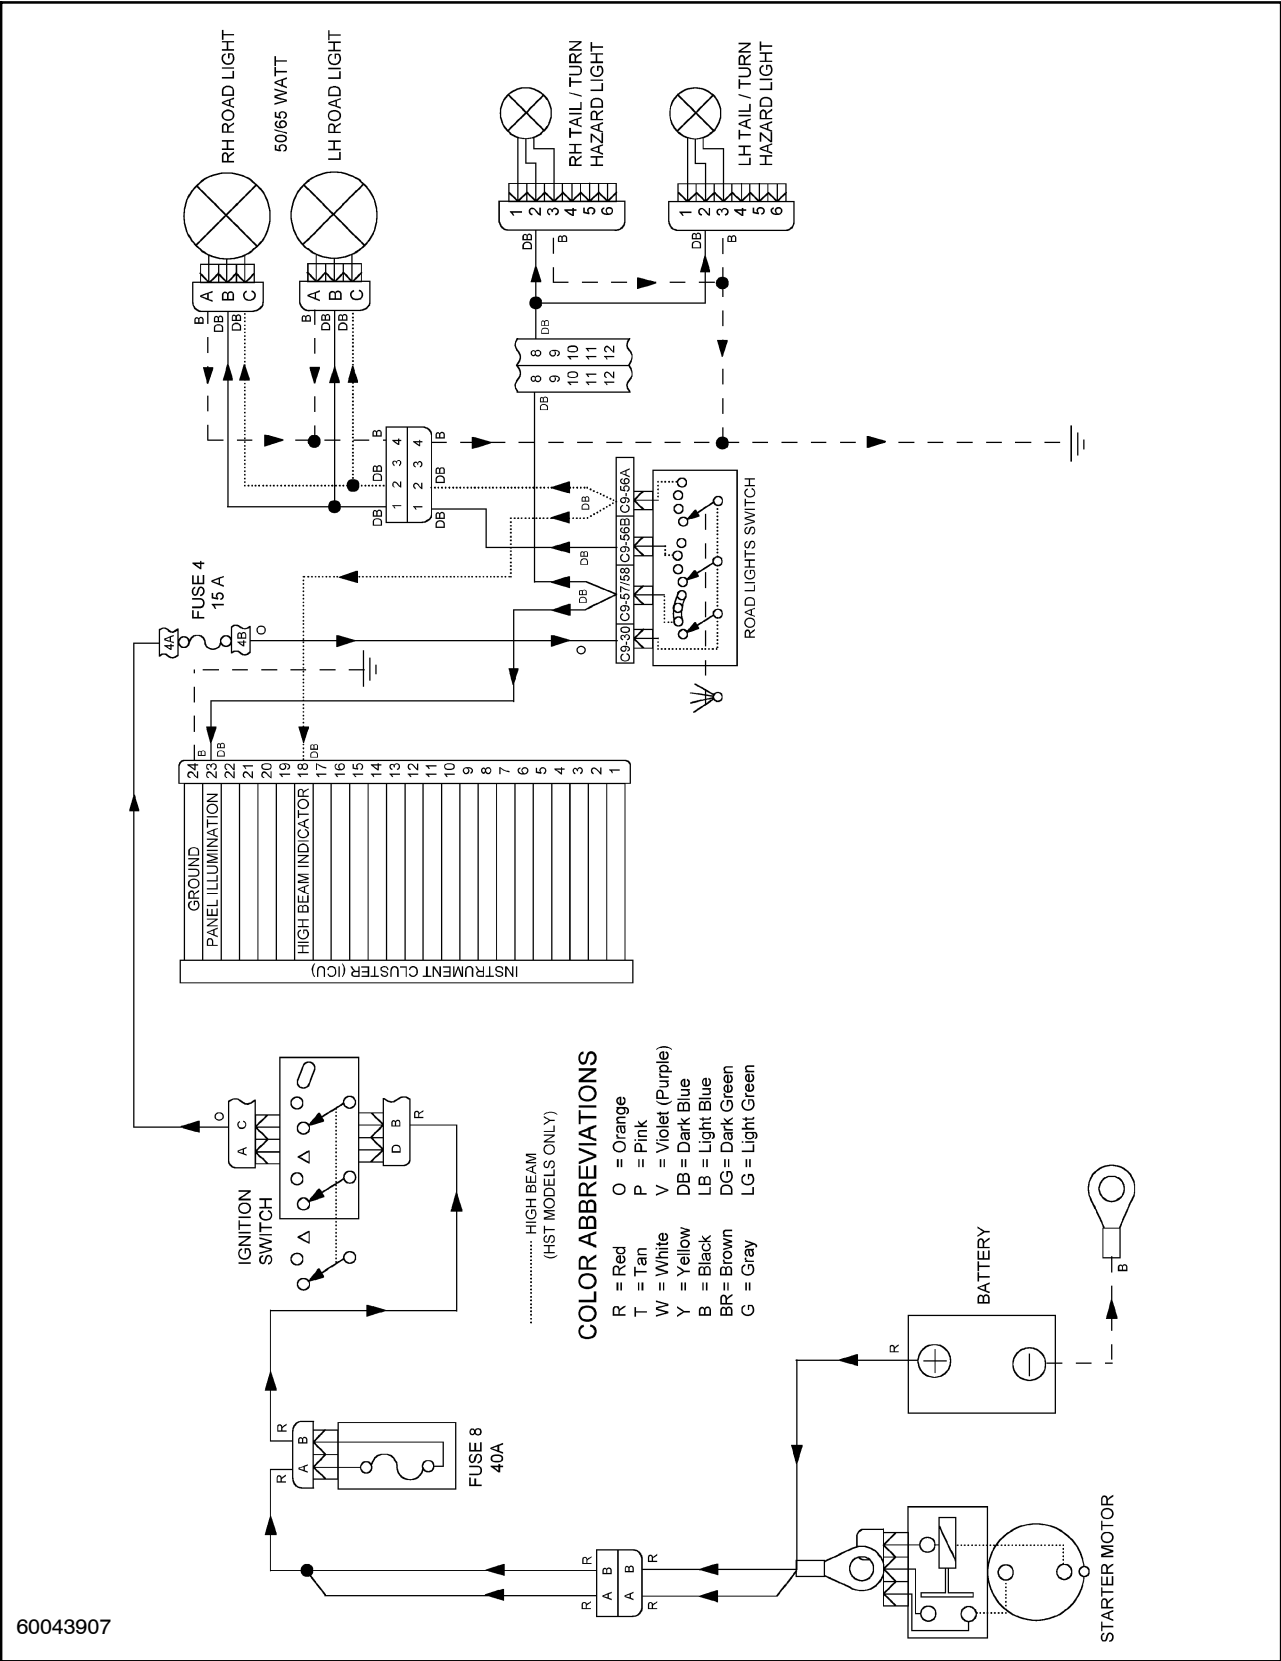 RH ROAD LIGHT
50/65 WATT
LH ROAD LIGHT
A B C
B DB DB
A B C
B DB DB
RH TAIL / TURN
HAZARD LIGHT
LH TAIL / TURN
HAZARD LIGHT
1 2 3 4 5 6
DB B
1 2 3 4 5 6
DB B
DB
8 9 10 11 12
8 9 10 11 12
DB
DB DB B
1 2 3 4
1 2 3 4
DB DB B
FUSE 4
15 A
4A
4B
O
O
DB
DB
DB
C9-30
C9-57/58
C9-56B
C9-56A
ROAD LIGHTS SWITCH
B
DB
DB
24
23
22
21
20
19
18
17
16
15
14
13
12
11
10
9
8
7
6
5
4
3
2
1
GROUND
PANEL ILLUMINATION
HIGH BEAM INDICATOR
INSTRUMENT CLUSTER (ICU)
IGNITION
SWITCH
O
A C
D B
R
HIGH BEAM
(HST MODELS ONLY)
COLOR ABBREVIATIONS
R = Red O = Orange
T = Tan P = Pink
W = White V = Violet (Purple)
Y = Yellow DB = Dark Blue
B = Black LB = Light Blue
BR = Brown DG = Dark Green
G = Gray LG = Light Green
R R
A B
FUSE 8
40A
BATTERY
R
+
−
B
R R
A B
A B
R R
STARTER MOTOR
60043907